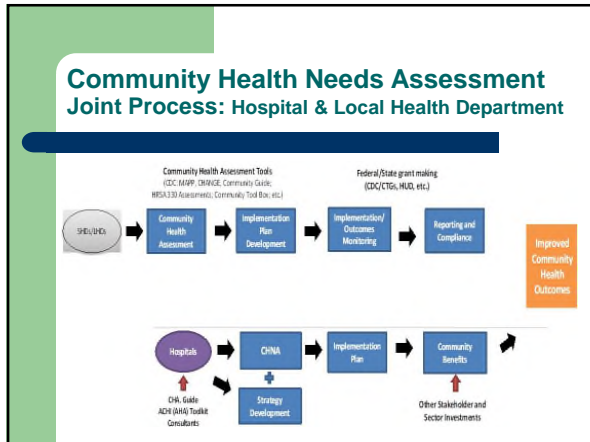 Community Health Needs Assessment
Joint Process: Hospital & Local Health Department
Community Health Assessment Tools
(CDC: MAPP, CHANGE, Community Guide;
HRSA 330 Assessments; Community Tool Box; etc.)
Federal/State grant making
(CDC/CTGs, HUD, etc.)
SHDs/LHDs
Community
Health
Assessment
Implementation
Plan
Development
Implementation/
Outcomes
Monitoring
Reporting and
Compliance
Improved
Community
Health
Outcomes
Hospitals
CHNA
Implementation
Plan
Community
Benefits
Strategy
Development
CHA. Guide
ACHI (AHA) Toolkit
Consultants
Other Stakeholder and
Sector Investments